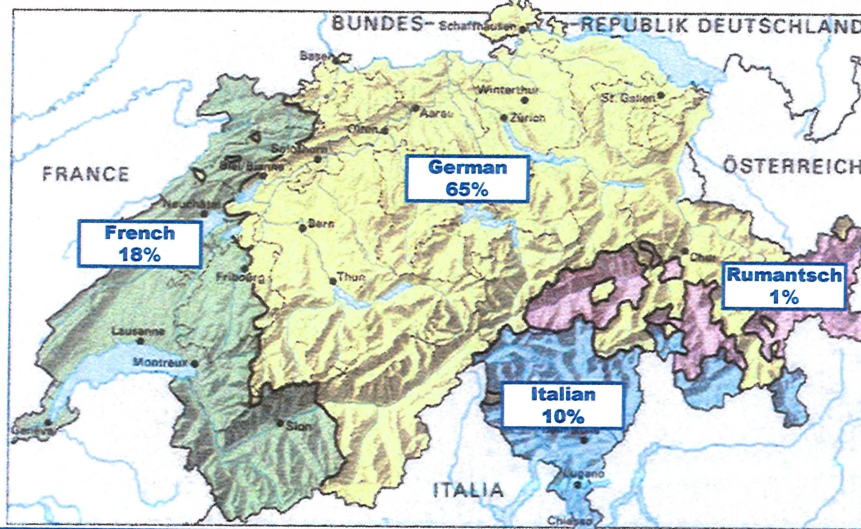 BUNDES-
REPUBLIK DEUTSCHLAND
Schaffhausen
Basel
Winterthur
St. Gallen
Aarau
Zürich
Olten
Solothurn
Biel/Bienne
FRANCE
German
65%
ÖSTERREICH
Neuchâtel
French
18%
Bern
Chur
Fribourg
Thun
Rumantsch
1%
Lausanne
Montreux
Italian
10%
Genève
Sion
Lugano
ITALIA
Chiasso